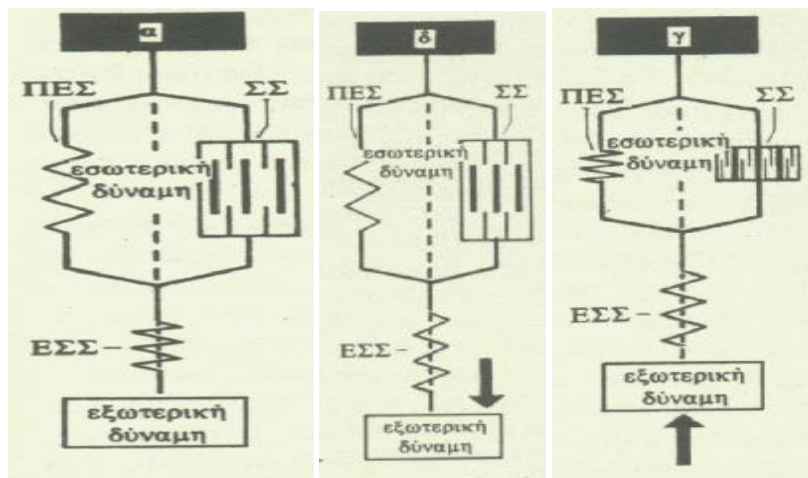 α
ΠΕΣ ΣΣ
εσωτερική
δύναμη
ΕΣΣ
εξωτερική
δύναμη
δ
ΠΕΣ ΣΣ
εσωτερική
δύναμη
ΕΣΣ
εξωτερική
δύναμη
γ
ΠΕΣ ΣΣ
εσωτερική
δύναμη
ΕΣΣ
εξωτερική
δύναμη